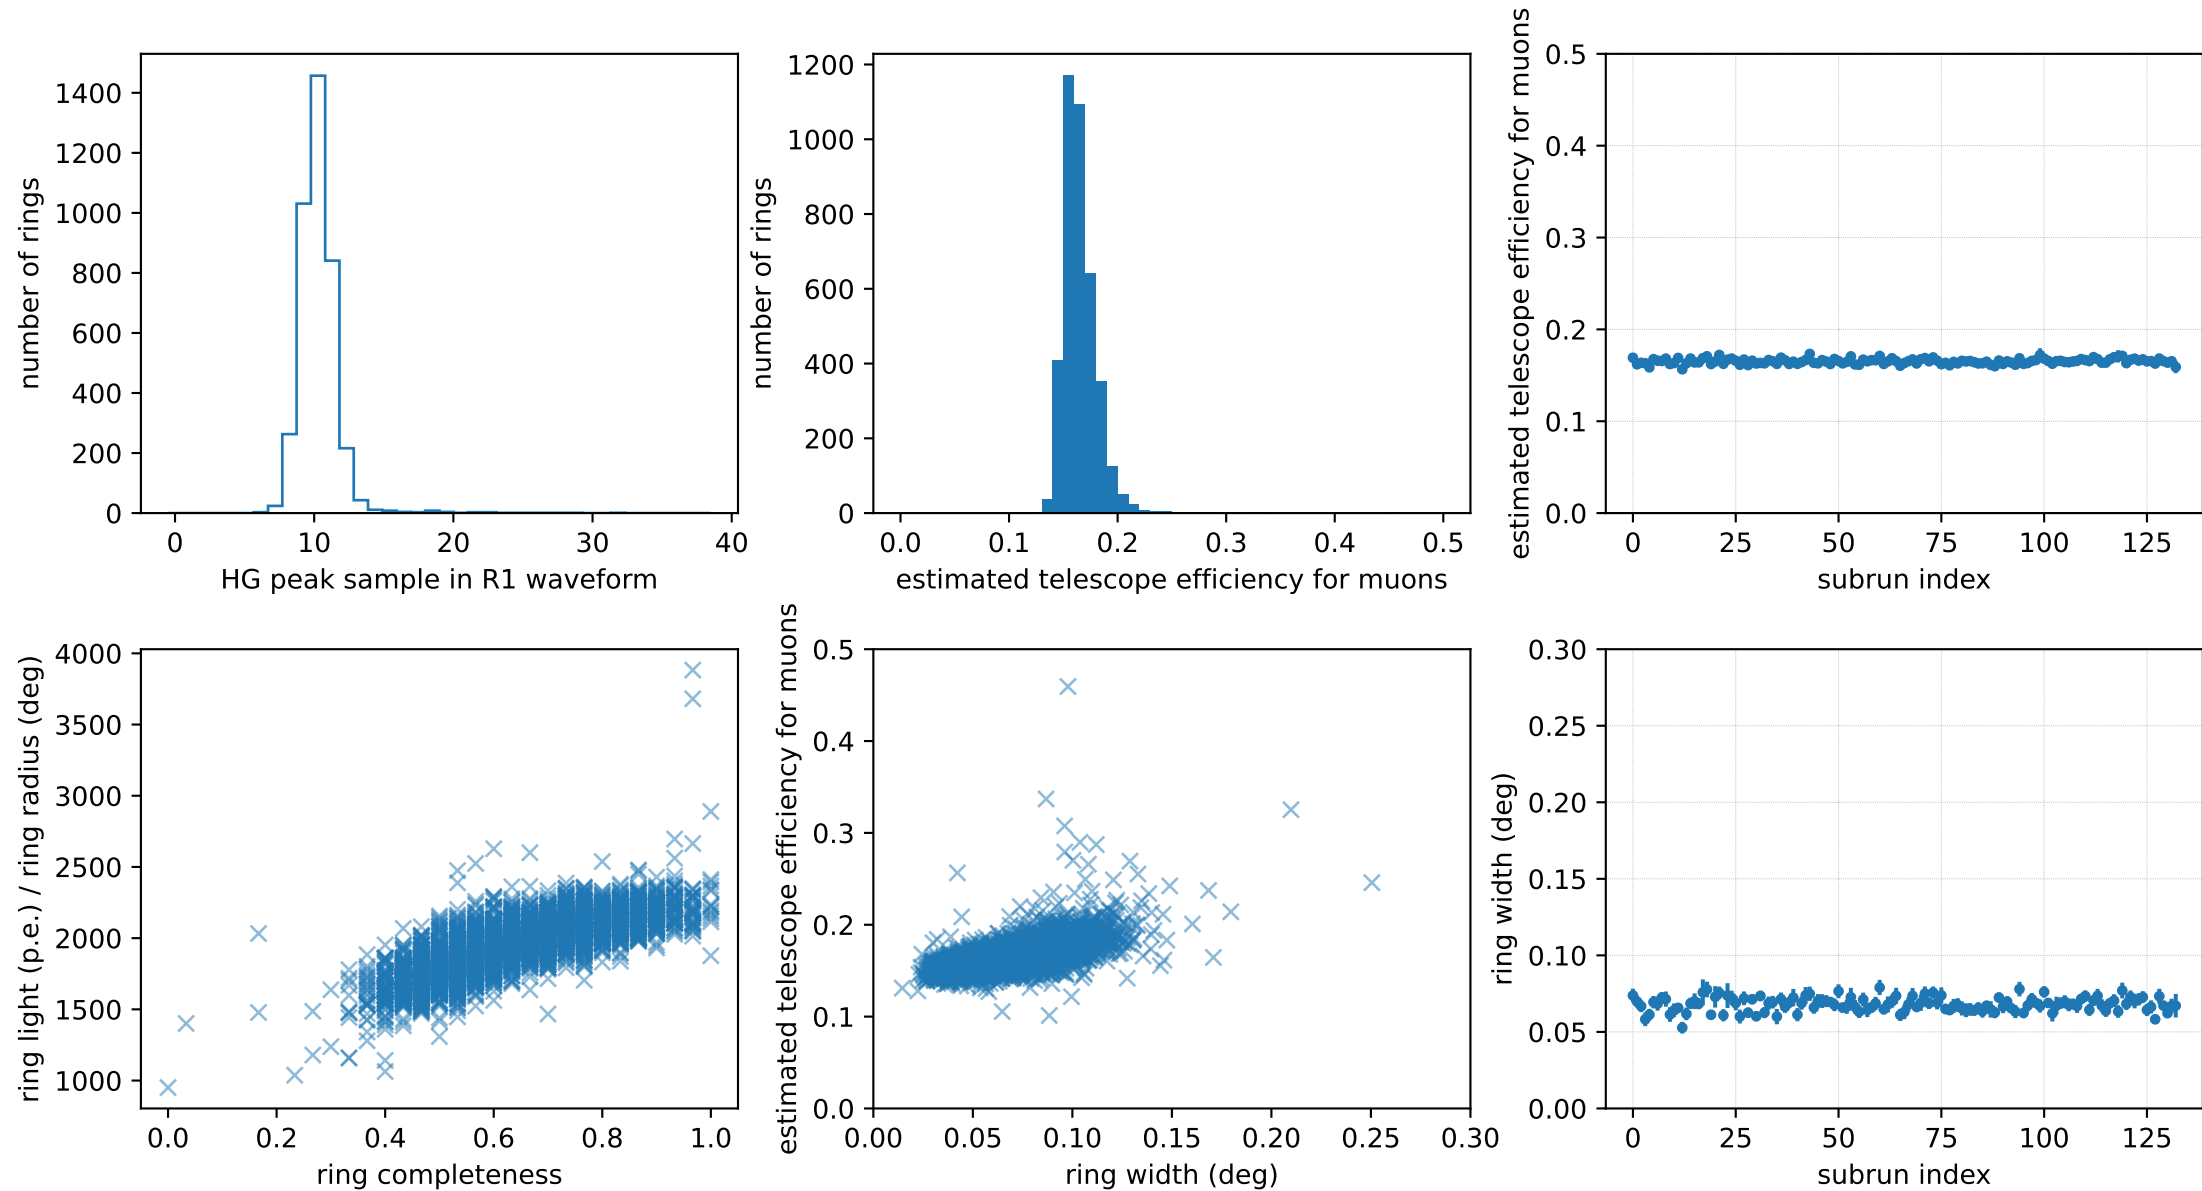 number of rings
1400
1200
1000
800
600
400
200
0
0 10 20 30 40
HG peak sample in R1 waveform
number of rings
1200
1000
800
600
400
200
0
0.0 0.1 0.2 0.3 0.4 0.5
estimated telescope efficiency for muons
estimated telescope efficiency for muons
0.5
0.4
0.3
0.2
0.1
0.0
0 25 50 75 100 125
subrun index
ring light (p.e.) / ring radius (deg)
4000
3500
3000
2500
2000
1500
1000
0.0 0.2 0.4 0.6 0.8 1.0
ring completeness
estimated telescope efficiency for muons
0.5
0.4
0.3
0.2
0.1
0.0
0.00 0.05 0.10 0.15 0.20 0.25 0.30
ring width (deg)
ring width (deg)
0.30
0.25
0.20
0.15
0.10
0.05
0.00
0 25 50 75 100 125
subrun index